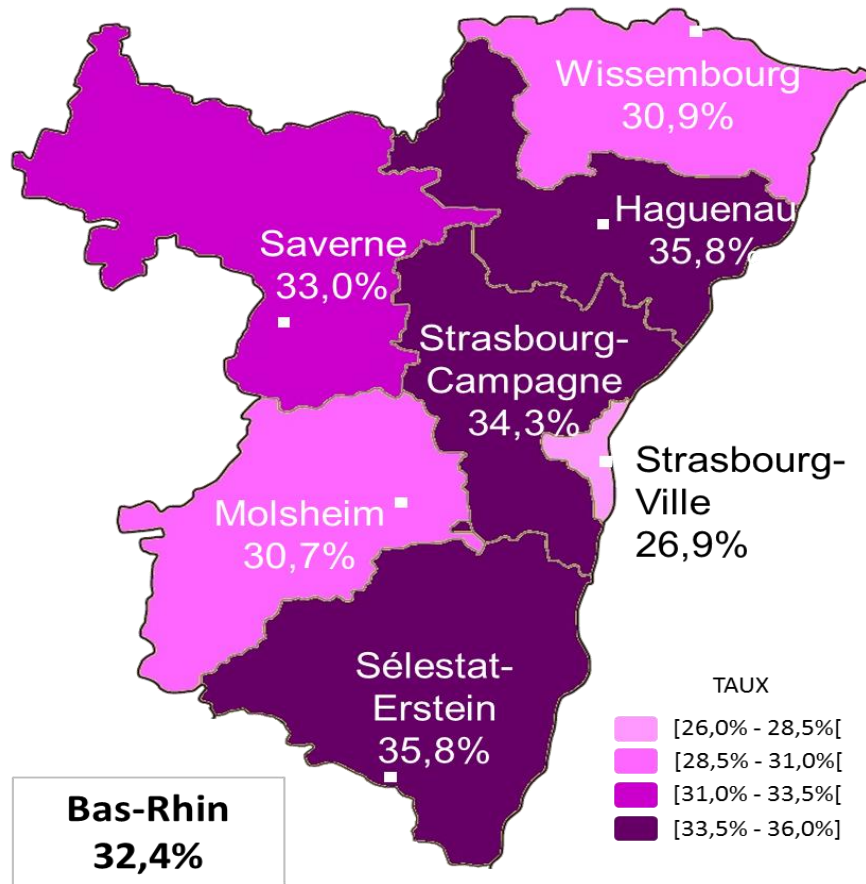 Wissembourg
30,9%
Haguenau
35,8%
Saverne
33,0%
Strasbourg-
Campagne
34,3%
Strasbourg-
Ville
26,9%
Molsheim
30,7%
Sélestat-
Erstein
35,8%
TAUX
[26,0% - 28,5%[
[28,5% - 31,0%[
[31,0% - 33,5%[
[33,5% - 36,0%]
Bas-Rhin
32,4%